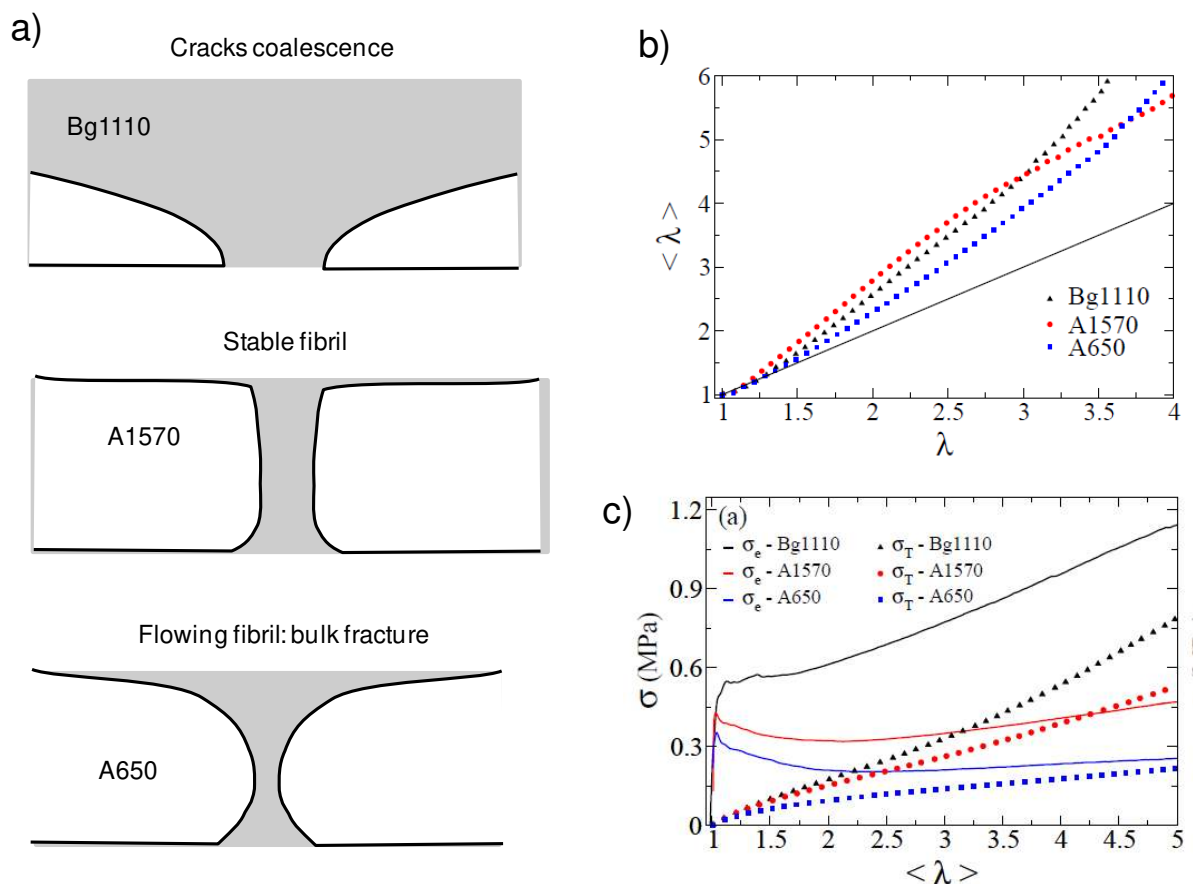 a)
Cracks coalescence
Bg1110
Stable fibril
A1570
Flowing fibril: bulk fracture
A650
b)
6
5
4
3
2
1
< λ >
1 1.5 2 2.5 3 3.5 4
λ
Bg1110
A1570
A650
c)
(a)
1.2
0.9
0.6
0.3
0
σ (MPa)
σe - Bg1110 σT - Bg1110
σe - A1570 σT - A1570
σe - A650 σT - A650
1 1.5 2 2.5 3 3.5 4 4.5 5
< λ >